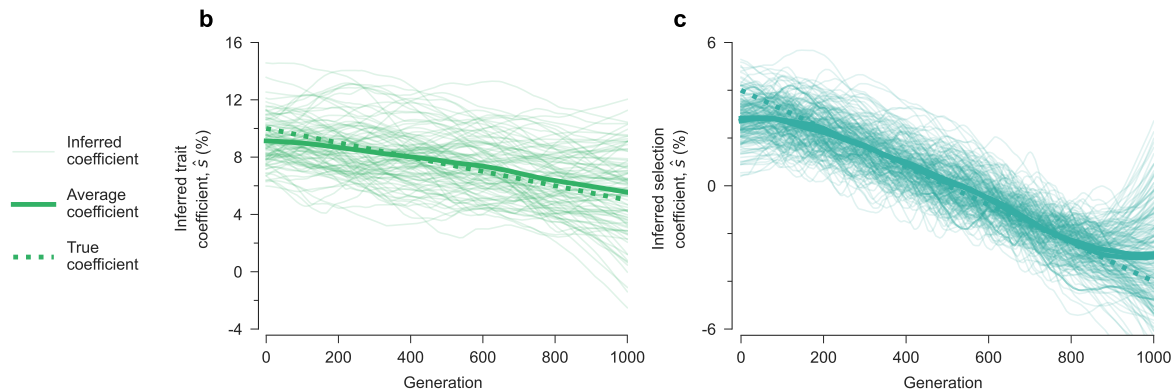 b
c
Inferred
coefficient
Average
coefficient
True
coefficient
Inferred trait
coefficient, ŝ (%)
16
12
8
4
0
-4
0
200
400
600
800
1000
Generation
Inferred selection
coefficient, ŝ (%)
6
0
-6
0
200
400
600
800
1000
Generation